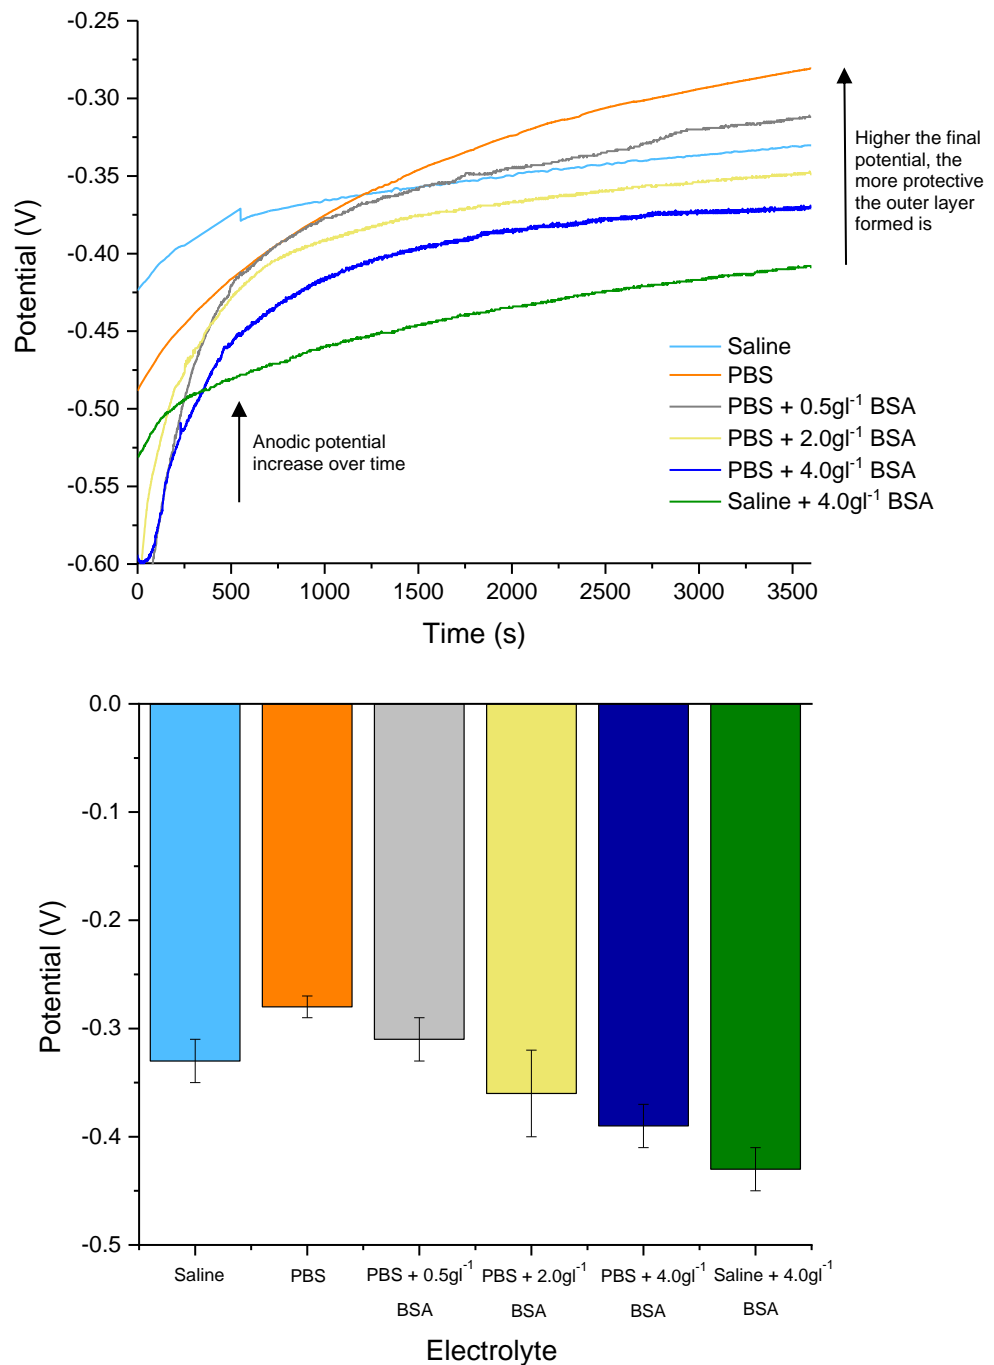 -0.25
-0.30
-0.35
-0.40
-0.45
-0.50
-0.55
-0.60
Potential (V)
0 500 1000 1500 2000 2500 3000 3500
Time (s)
Higher the final
potential, the
more protective
the outer layer
formed is
Anodic potential
increase over time
Saline
PBS
PBS + 0.5gl⁻¹ BSA
PBS + 2.0gl⁻¹ BSA
PBS + 4.0gl⁻¹ BSA
Saline + 4.0gl⁻¹ BSA
0.0
-0.1
-0.2
-0.3
-0.4
-0.5
Potential (V)
Saline PBS PBS + 0.5gl⁻¹ PBS + 2.0gl⁻¹ PBS + 4.0gl⁻¹ Saline + 4.0gl⁻¹
BSA BSA BSA BSA
Electrolyte